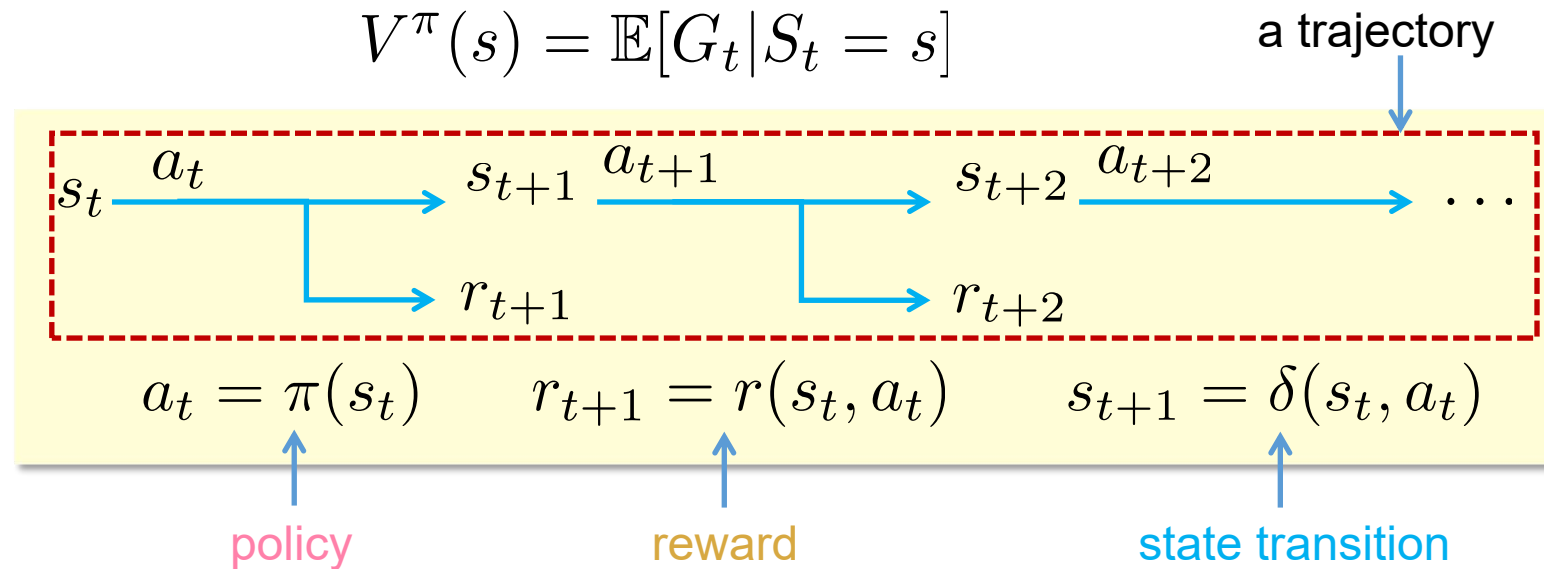 V^π(s) = 𝔼[G_t|S_t = s]
a trajectory
s_t a_t s_{t+1} a_{t+1} s_{t+2} a_{t+2} ...
r_{t+1} r_{t+2}
a_t = π(s_t) r_{t+1} = r(s_t, a_t) s_{t+1} = δ(s_t, a_t)
policy reward state transition